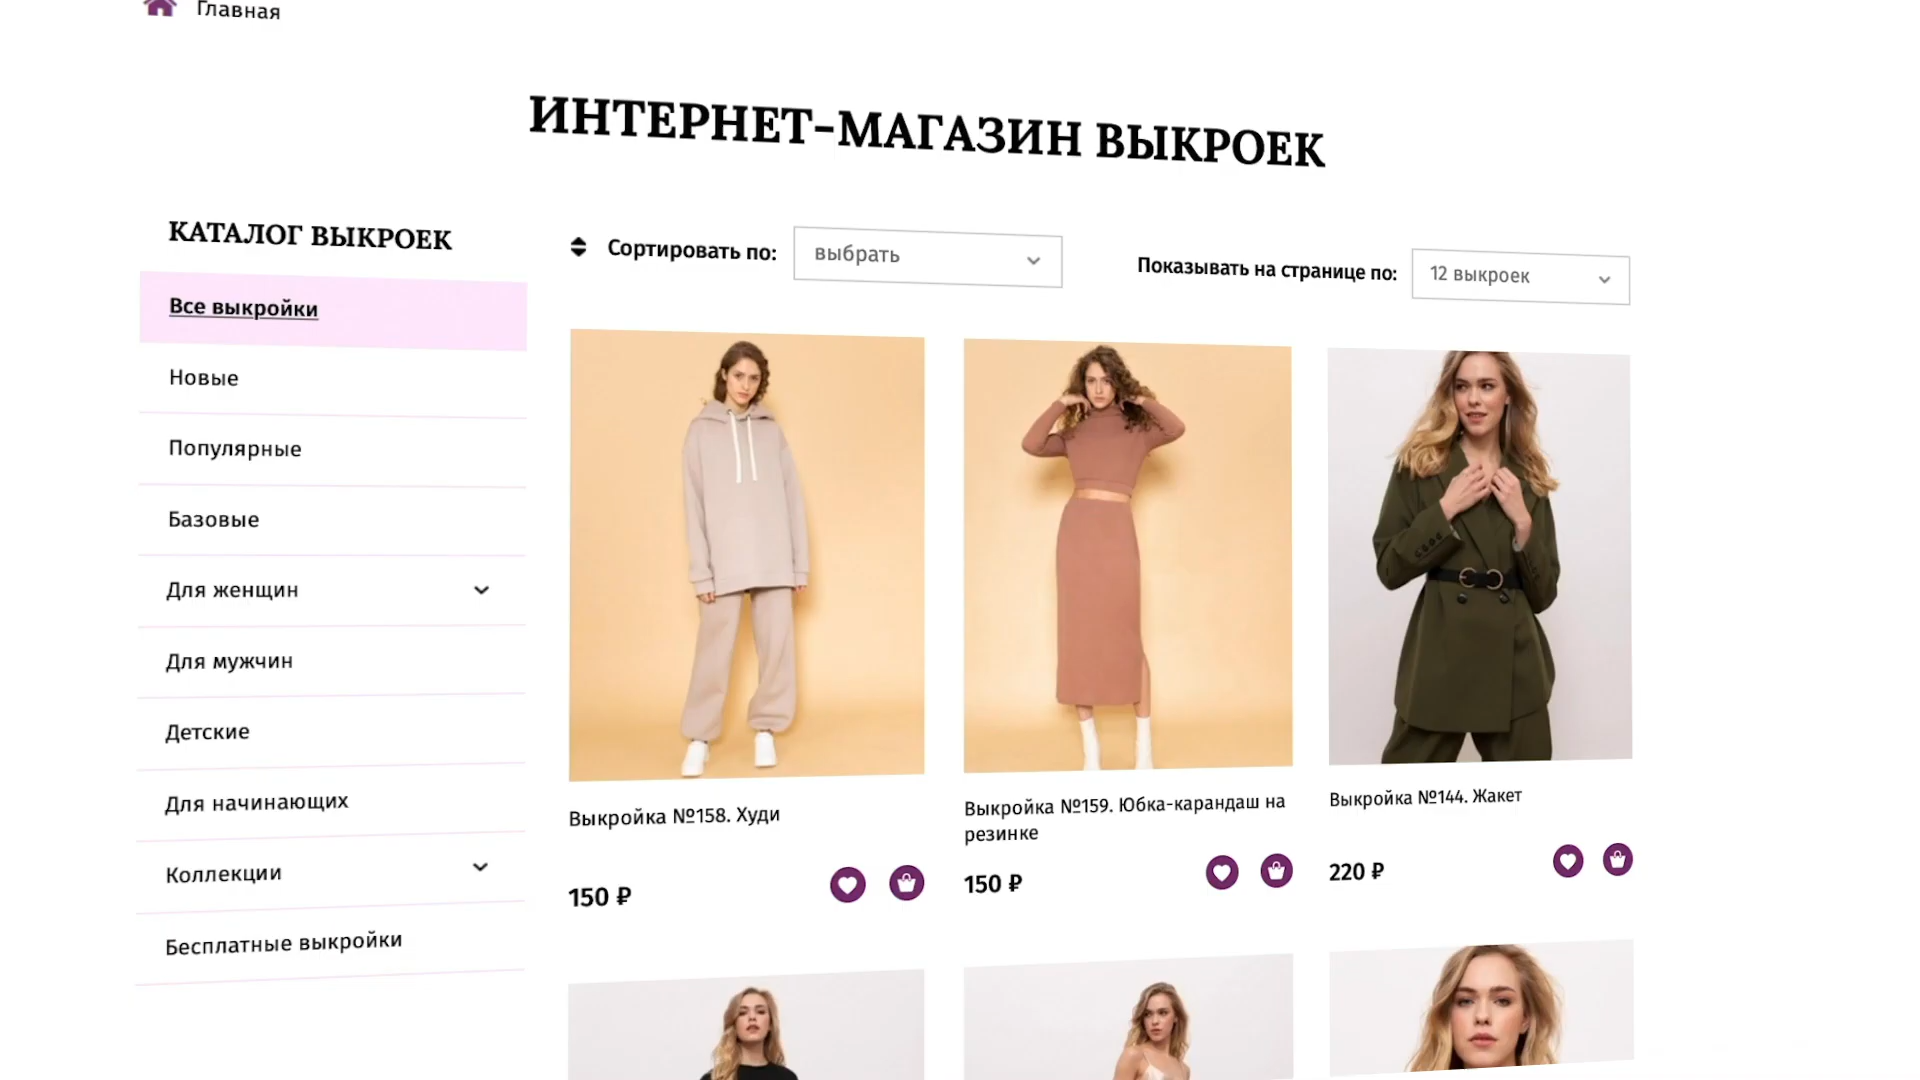 Главная
ИНТЕРНЕТ-МАГАЗИН ВЫКРОЕК
КАТАЛОГ ВЫКРОЕК
Все выкройки
Новые
Популярные
Базовые
Для женщин
Для мужчин
Детские
Для начинающих
Коллекции
Бесплатные выкройки
Сортировать по:
выбрать
Показывать на странице по:
12 выкроек
Выкройка №158. Худи
150 ₽
Выкройка №159. Юбка-карандаш на
резинке
150 ₽
Выкройка №144. Жакет
220 ₽